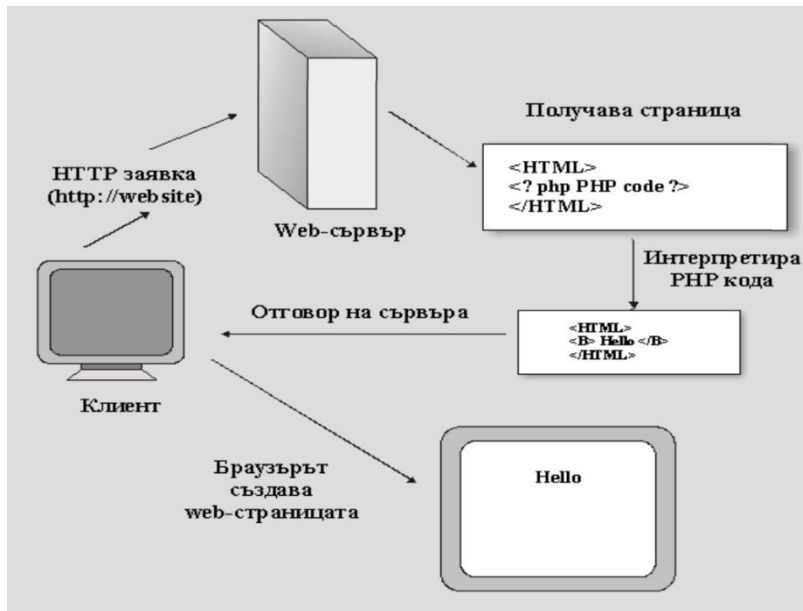 HTTP заявка
(http://website)
Web-сървър
Получава страница
<HTML>
<? php PHP code ?>
</HTML>
Интерпретира
PHP кода
<HTML>
<B> Hello </B>
</HTML>
Отговор на сървъра
Клиент
Браузърът
създава
web-страницата
Hello